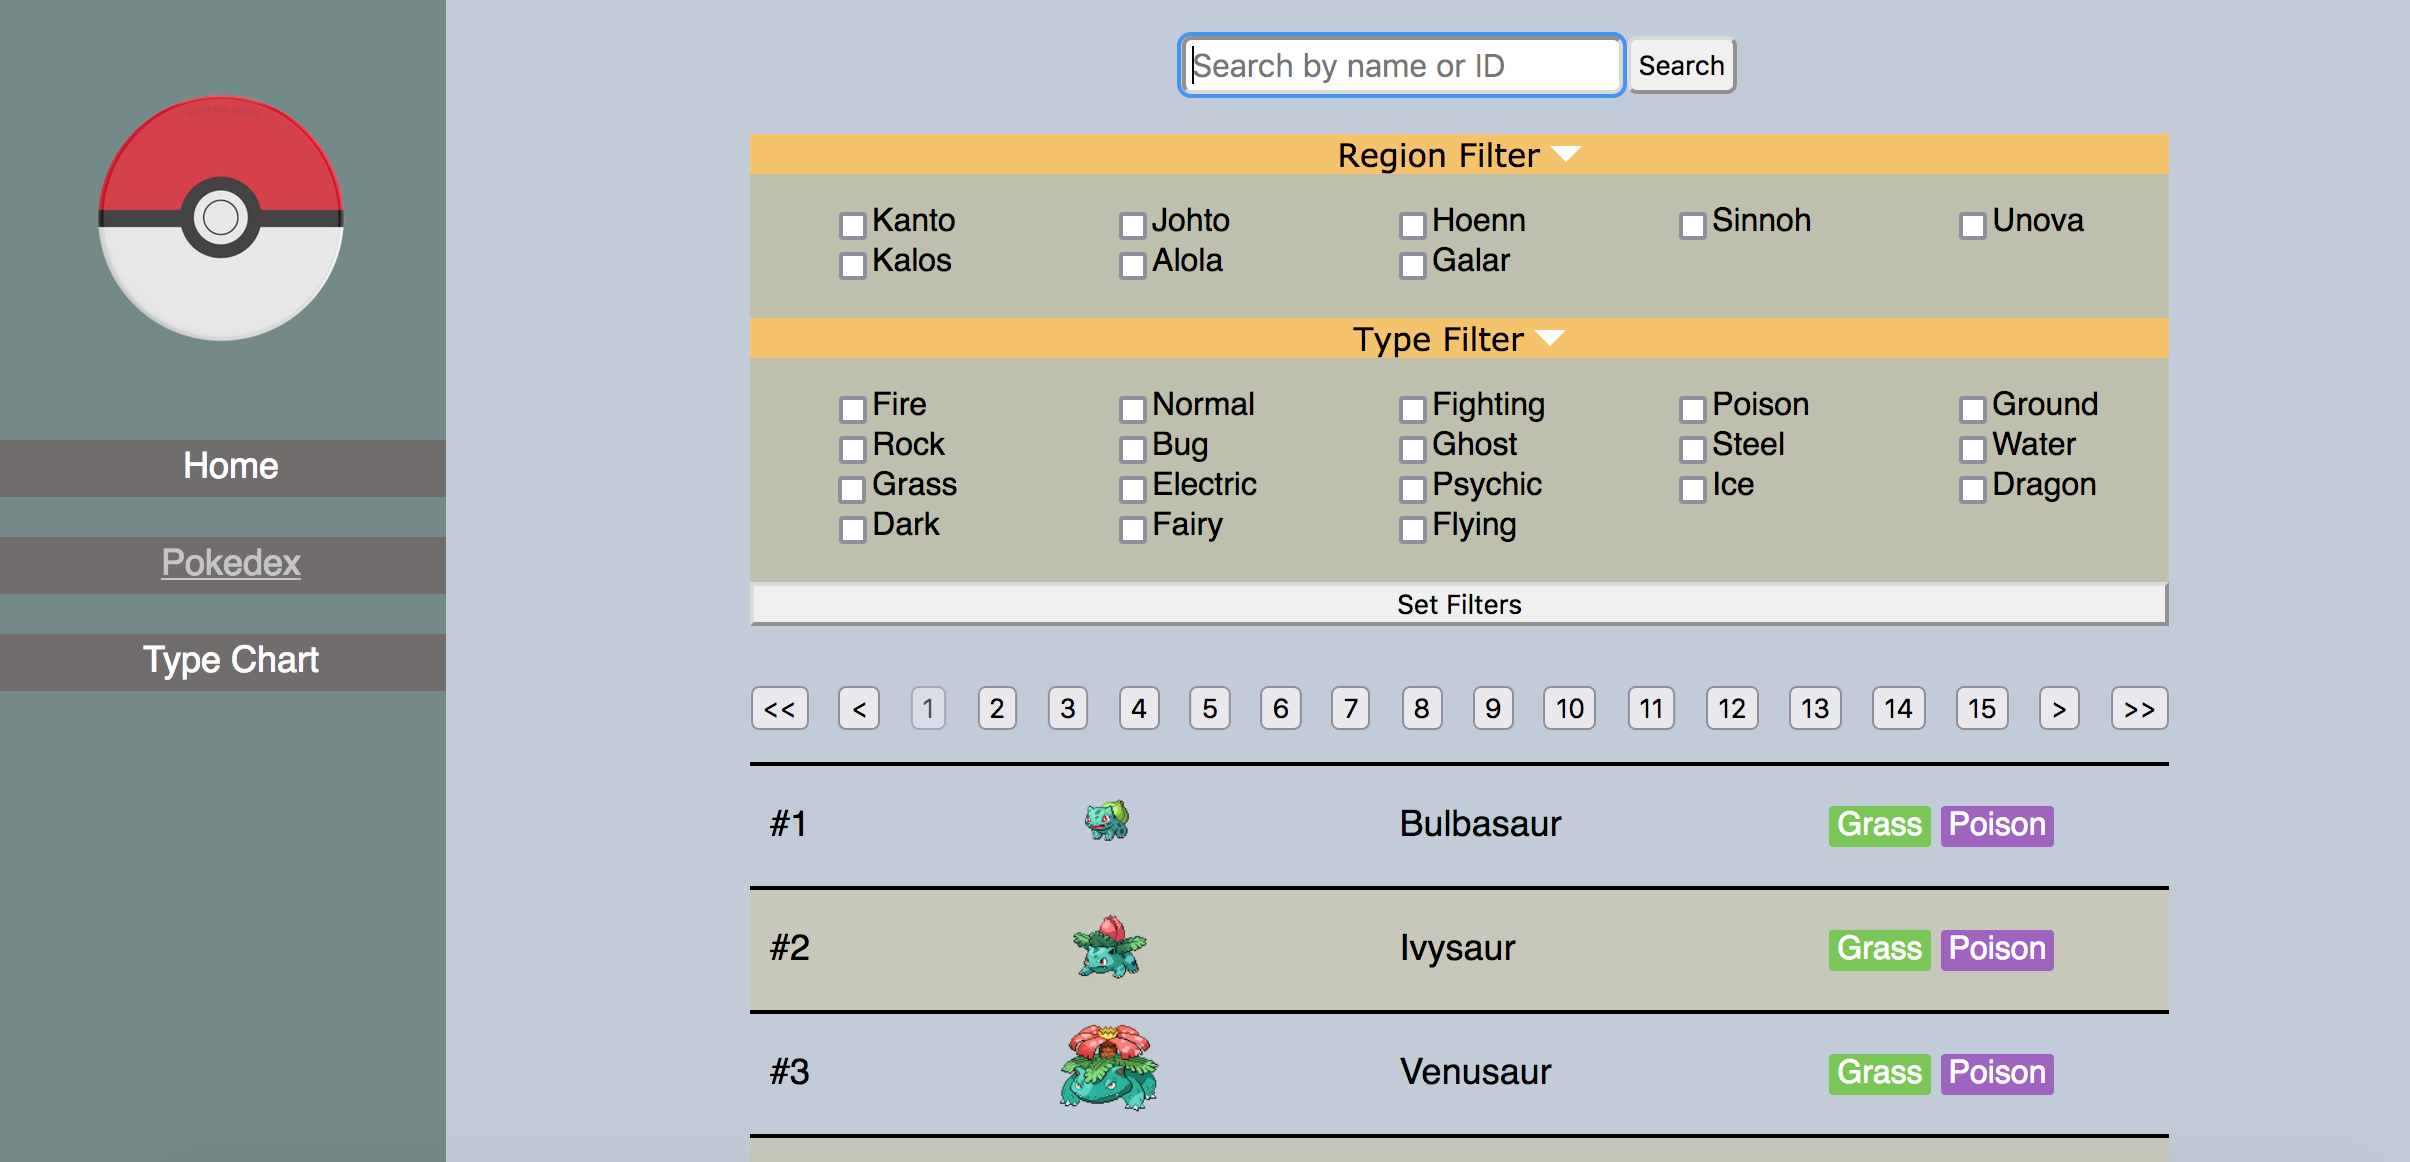 Search by name or ID Search
Region Filter
Kanto Johto Hoenn Sinnoh Unova
Kalos Alola Galar
Type Filter
Fire Normal Fighting Poison Ground
Rock Bug Ghost Steel Water
Grass Electric Psychic Ice Dragon
Dark Fairy Flying
Set Filters
Home
Pokedex
Type Chart
<< < 1 2 3 4 5 6 7 8 9 10 11 12 13 14 15 > >>
#1 Bulbasaur Grass Poison
#2 Ivysaur Grass Poison
#3 Venusaur Grass Poison